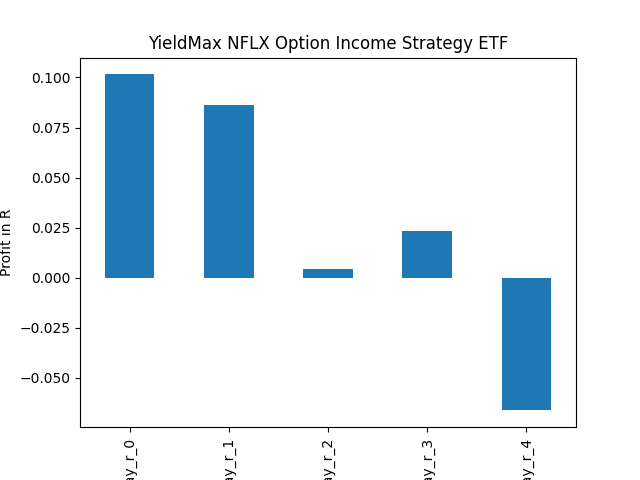 YieldMax NFLX Option Income Strategy ETF
0.100
0.075
0.050
0.025
0.000
−0.025
−0.050
Profit in R
ay_r_0
ay_r_1
ay_r_2
ay_r_3
ay_r_4